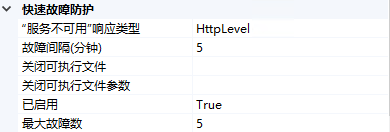 快速故障防护
“服务不可用”响应类型 HttpLevel
故障间隔(分钟) 5
关闭可执行文件
关闭可执行文件参数
已启用 True
最大故障数 5